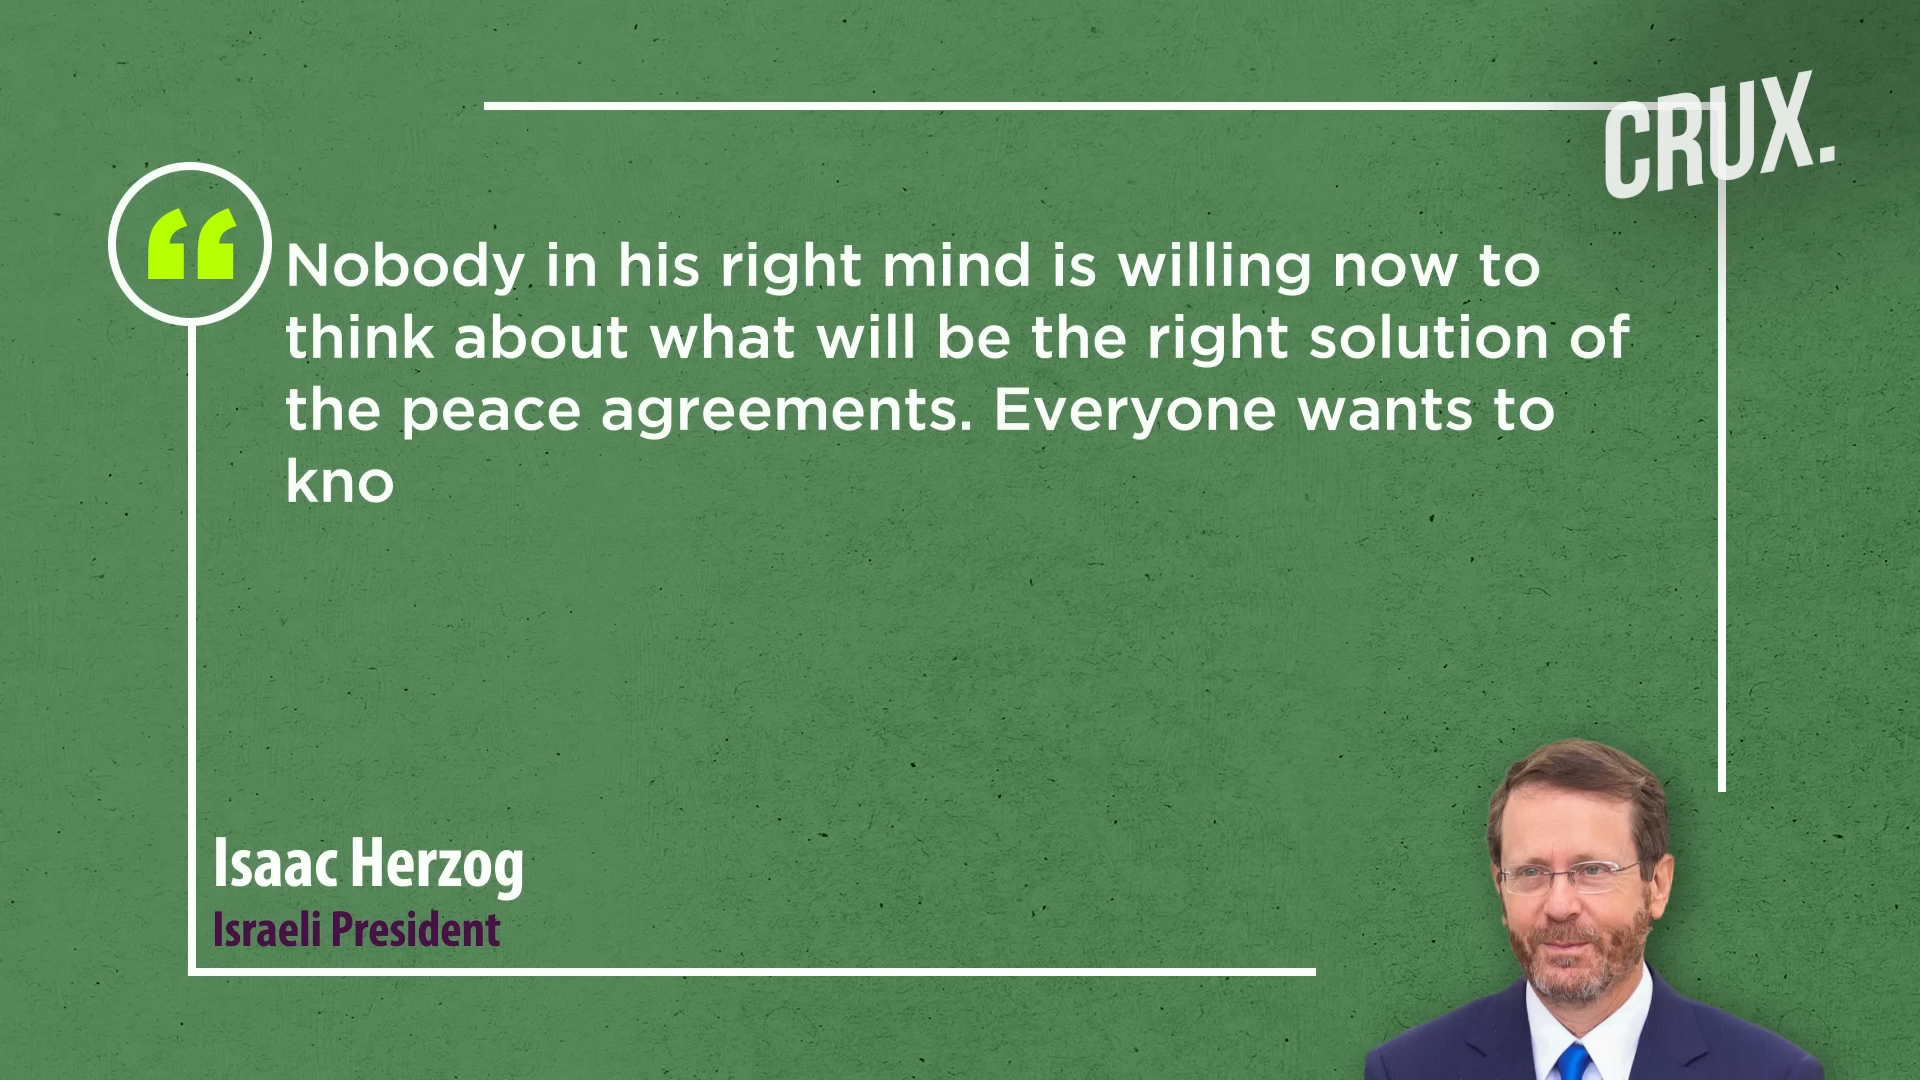 CRUX.
“
Nobody in his right mind is willing now to
think about what will be the right solution of
the peace agreements. Everyone wants to
kno
Isaac Herzog
Israeli President